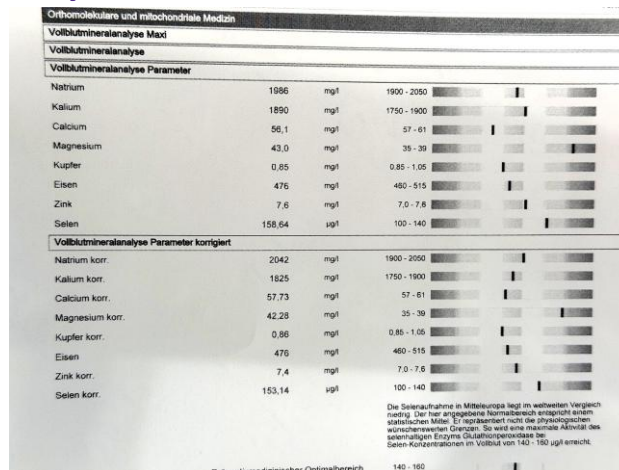 Orthomolekulare und mitochondriale Medizin
Vollblutmineralanalyse Maxi
Vollblutmineralanalyse
Vollblutmineralanalyse Parameter
Natrium 1986 mg/l 1900 - 2050
Kalium 1890 mg/l 1750 - 1900
Calcium 56,1 mg/l 57 - 61
Magnesium 43,0 mg/l 35 - 39
Kupfer 0,85 mg/l 0,85 - 1,05
Eisen 476 mg/l 460 - 515
Zink 7,6 mg/l 7,0 - 7,6
Selen 158,64 µg/l 100 - 140
Vollblutmineralanalyse Parameter korrigiert
Natrium korr. 2042 mg/l 1900 - 2050
Kalium korr. 1825 mg/l 1750 - 1900
Calcium korr. 57,73 mg/l 57 - 61
Magnesium korr. 42,28 mg/l 35 - 39
Kupfer korr. 0,86 mg/l 0,85 - 1,05
Eisen 476 mg/l 460 - 515
Zink korr. 7,4 mg/l 7,0 - 7,6
Selen korr. 153,14 µg/l 100 - 140
Die Selenaufnahme in Mitteleuropa liegt im weltweiten Vergleich
niedrig. Der hier angegebene Normalbereich entspricht einem
statistischen Mittel. Er repräsentiert nicht die physiologischen
wünschenswerten Grenzen. So wird eine maximale Aktivität des
selenhaltigen Enzyms Glutathionperoxidase bei
Selen-Konzentrationen im Vollblut von 140 - 160 µg/l erreicht.
Optimalbereich 140 - 160